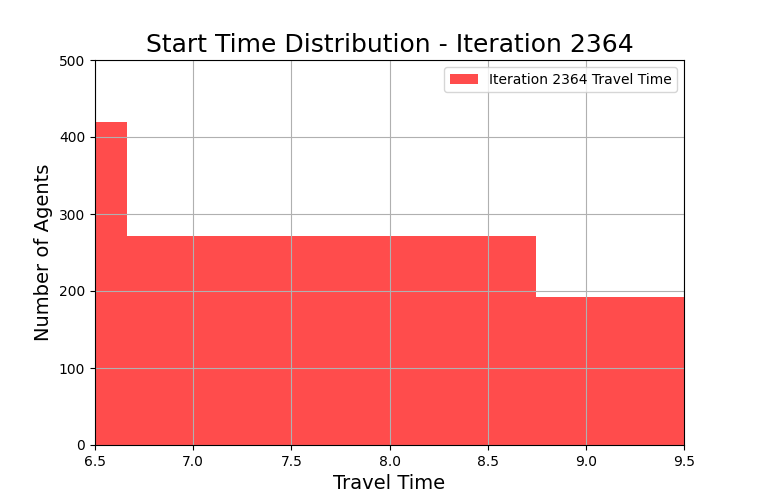 Start Time Distribution - Iteration 2364
Iteration 2364 Travel Time
Number of Agents
500
400
300
200
100
0
6.5 7.0 7.5 8.0 8.5 9.0 9.5
Travel Time